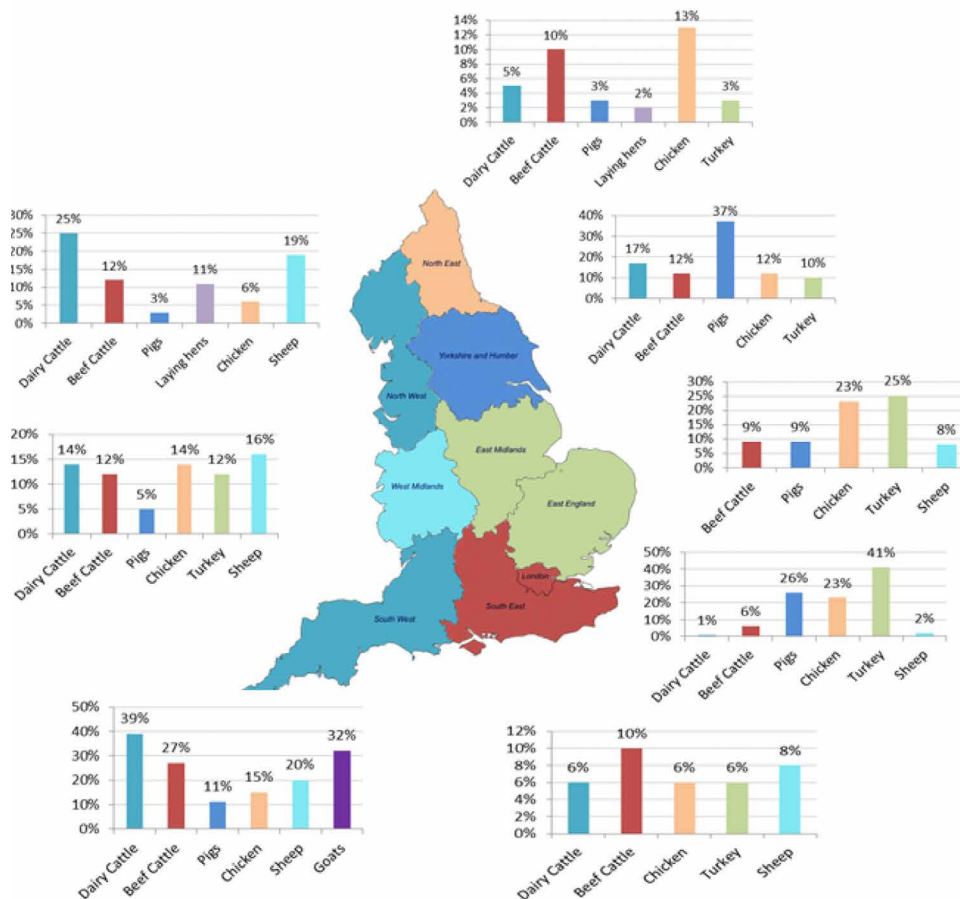 14%
12%
10%
8%
6%
4%
2%
0%
5%
10%
3%
2%
13%
3%
Dairy Cattle
Beef Cattle
Pigs
Laying hens
Chicken
Turkey
30%
25%
20%
15%
10%
5%
0%
25%
12%
3%
11%
6%
19%
Dairy Cattle
Beef Cattle
Pigs
Laying hens
Chicken
Sheep
40%
30%
20%
10%
0%
17%
12%
37%
12%
10%
Dairy Cattle
Beef Cattle
Pigs
Chicken
Turkey
North East
Yorkshire and Humber
North West
East Midlands
West Midlands
East England
London
South East
South West
20%
15%
10%
5%
0%
14%
12%
5%
14%
12%
16%
Dairy Cattle
Beef Cattle
Pigs
Chicken
Turkey
Sheep
30%
25%
20%
15%
10%
5%
0%
9%
9%
23%
25%
8%
Beef Cattle
Pigs
Chicken
Turkey
Sheep
50%
40%
30%
20%
10%
0%
1%
6%
26%
23%
41%
2%
Dairy Cattle
Beef Cattle
Pigs
Chicken
Turkey
Sheep
50%
40%
30%
20%
10%
0%
39%
27%
11%
15%
20%
32%
Dairy Cattle
Beef Cattle
Pigs
Chicken
Sheep
Goats
12%
10%
8%
6%
4%
2%
0%
6%
10%
6%
6%
8%
Dairy Cattle
Beef Cattle
Chicken
Turkey
Sheep